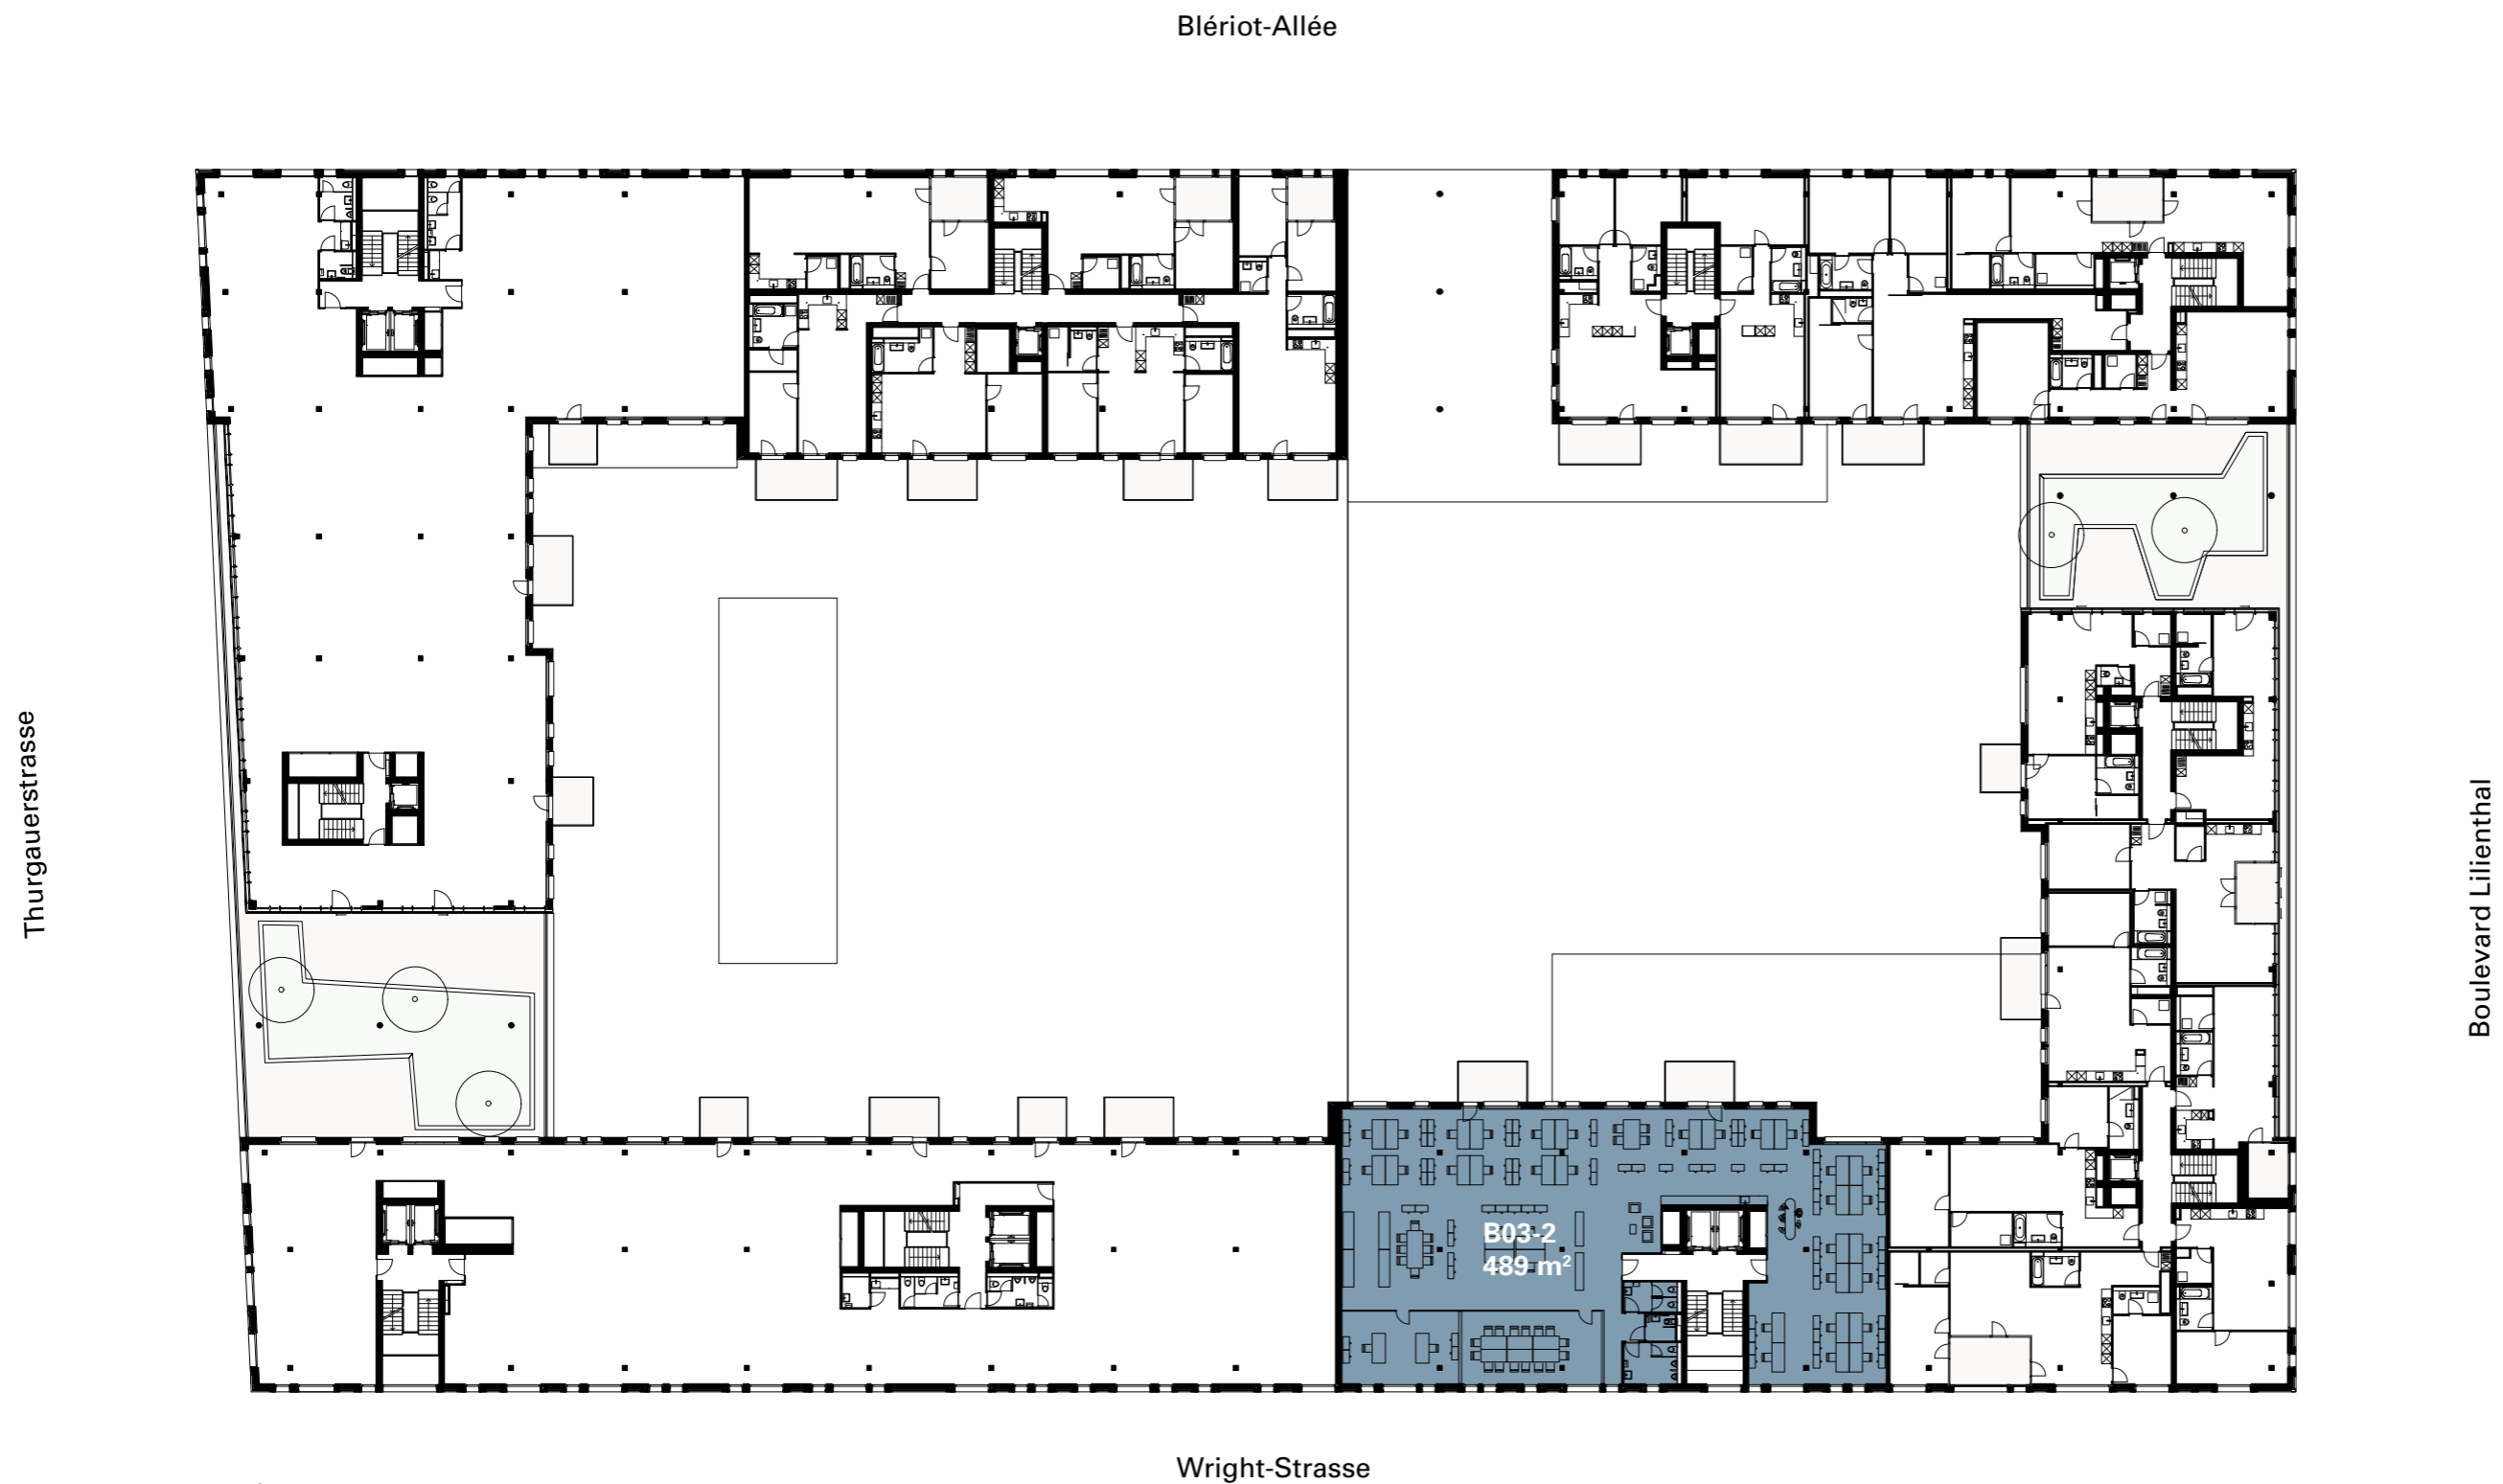 Blériot-Allée
Thurgauerstrasse
Boulevard Lilienthal
B03-2
489 m²
Wright-Strasse